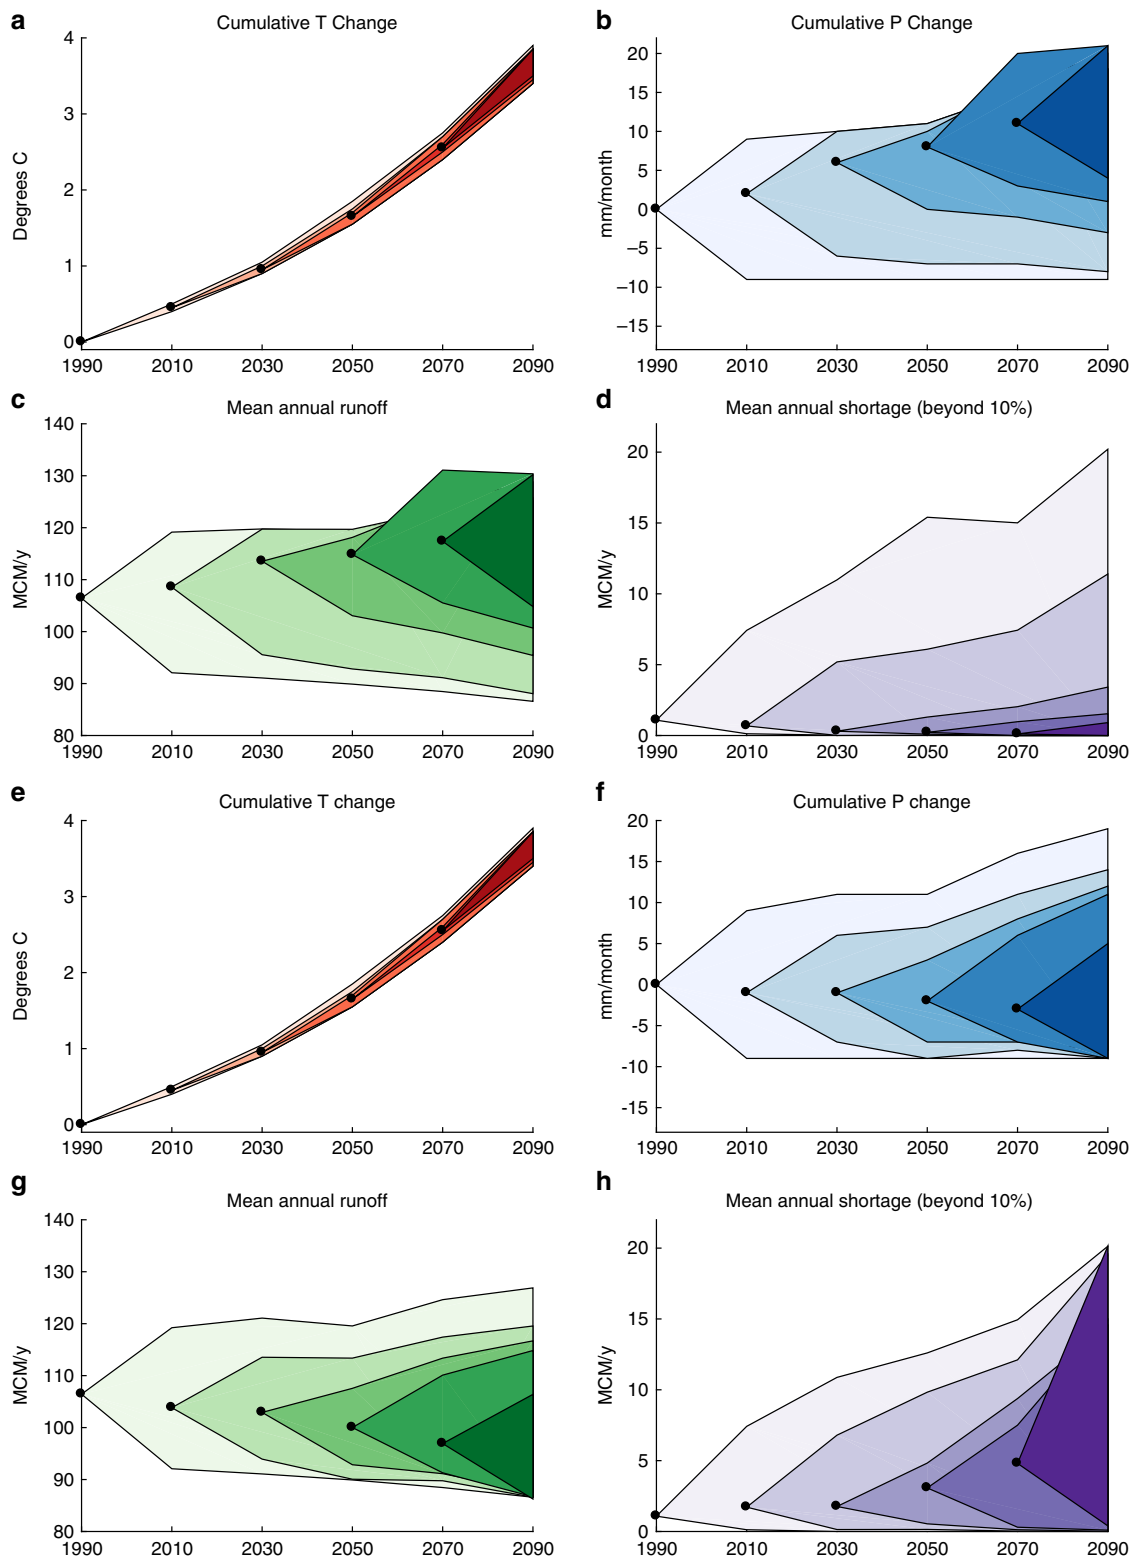 a
Cumulative T Change
4
3
2
1
0
Degrees C
1990 2010 2030 2050 2070 2090
b
Cumulative P Change
20
15
10
5
0
−5
−10
−15
mm/month
1990 2010 2030 2050 2070 2090
c
Mean annual runoff
140
130
120
110
100
90
80
MCM/y
1990 2010 2030 2050 2070 2090
d
Mean annual shortage (beyond 10%)
20
15
10
5
0
MCM/y
1990 2010 2030 2050 2070 2090
e
Cumulative T change
4
3
2
1
0
Degrees C
1990 2010 2030 2050 2070 2090
f
Cumulative P change
20
15
10
5
0
-5
-10
-15
mm/month
1990 2010 2030 2050 2070 2090
g
Mean annual runoff
140
130
120
110
100
90
80
MCM/y
1990 2010 2030 2050 2070 2090
h
Mean annual shortage (beyond 10%)
20
15
10
5
0
MCM/y
1990 2010 2030 2050 2070 2090